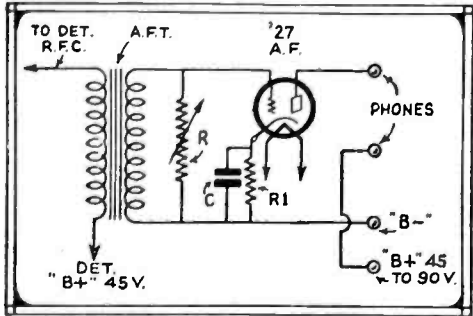 TO DET.
R.F.C.
A.F.T.
'27
A.F.
PHONES
R
C
R1
"B-"
DET.
"B+" 45 V.
"B+" 45
TO 90 V.